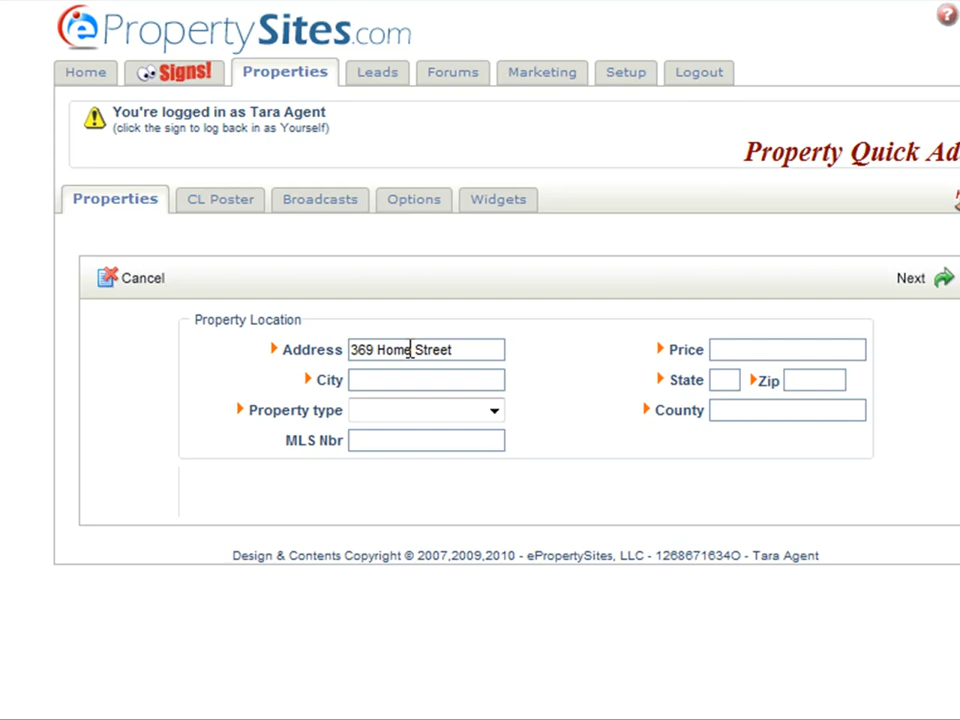 ePropertySites.com
Home
Signs!
Properties
Leads
Forums
Marketing
Setup
Logout
You're logged in as Tara Agent
(click the sign to log back in as Yourself)
Property Quick Ad
Properties
CL Poster
Broadcasts
Options
Widgets
Cancel
Next
Property Location
Address 369 Home Street
Price
City
State
Zip
Property type
County
MLS Nbr
Design & Contents Copyright © 2007,2009,2010 - ePropertySites, LLC - 1268671634O - Tara Agent